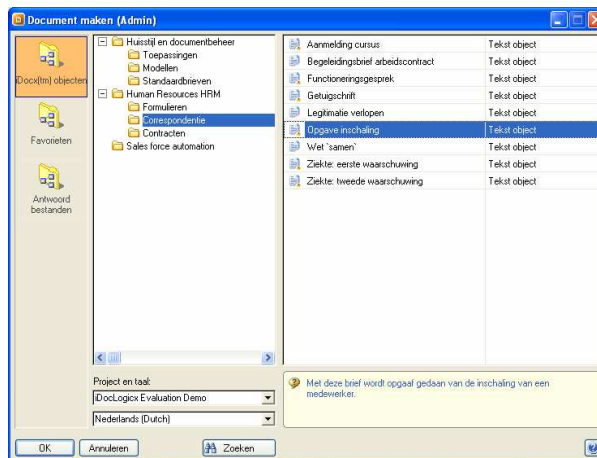 Document maken (Admin)
iDocx(tm) objecten
Favorieten
Antwoord
bestanden
Huisstijl en documentbeheer
Toepassingen
Modellen
Standaardbrieven
Human Resources HRM
Formulieren
Correspondentie
Contracten
Sales force automation
Project en taal:
iDocLogicx Evaluation Demo
Nederlands (Dutch)
Aanmelding cursus Tekst object
Begeleidingsbrief arbeidscontract Tekst object
Functioneringsgesprek Tekst object
Getuigschrift Tekst object
Legitimatie verlopen Tekst object
Opgave inschaling Tekst object
Wet `samen` Tekst object
Ziekte: eerste waarschuwing Tekst object
Ziekte: tweede waarschuwing Tekst object
Met deze brief wordt opgaaf gedaan van de inschaling van een
medewerker.
OK Annuleren Zoeken